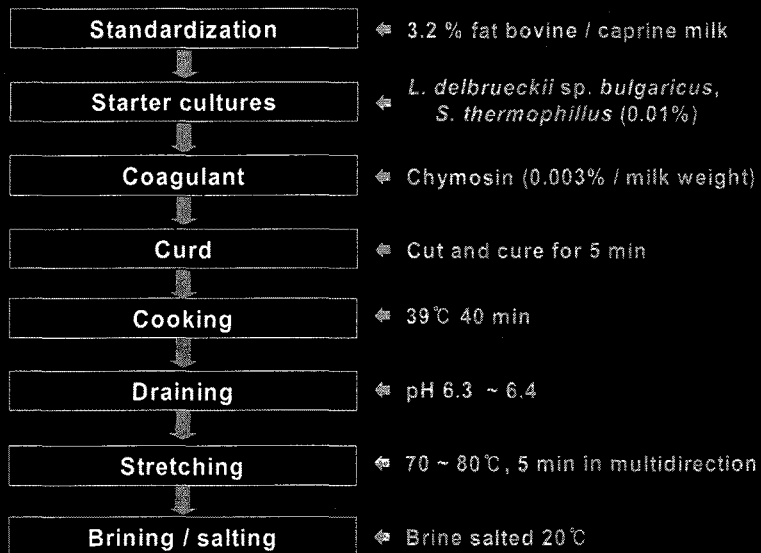 Standardization
3.2 % fat bovine / caprine milk
Starter cultures
L. delbrueckii sp. bulgaricus,
S. thermophillus (0.01%)
Coagulant
Chymosin (0.003% / milk weight)
Curd
Cut and cure for 5 min
Cooking
39℃ 40 min
Draining
pH 6.3 ~ 6.4
Stretching
70 ~ 80℃, 5 min in multidirection
Brining / salting
Brine salted 20℃